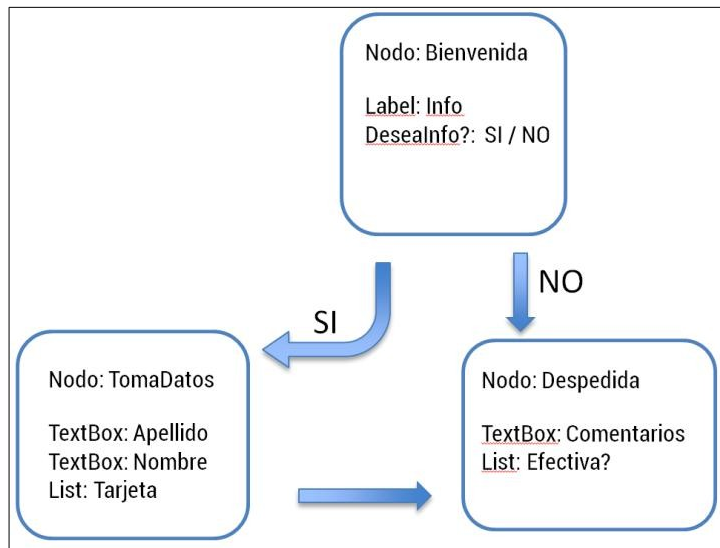 Nodo: Bienvenida
Label: Info
DeseaInfo?: SI / NO
SI
NO
Nodo: TomaDatos
TextBox: Apellido
TextBox: Nombre
List: Tarjeta
Nodo: Despedida
TextBox: Comentarios
List: Efectiva?